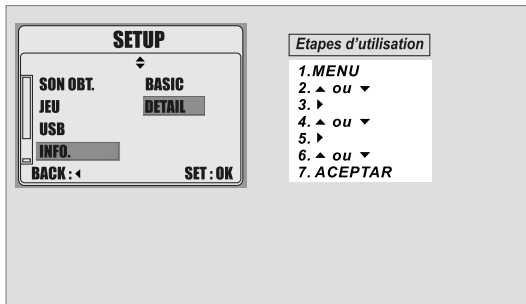 SETUP
SON OBT. BASIC
JEU DETAIL
USB
INFO.
BACK : SET : OK
Etapes d’utilisation
1.MENU
2. ▲ ou ▼
3. ▶
4. ▲ ou ▼
5. ▶
6. ▲ ou ▼
7. ACEPTAR